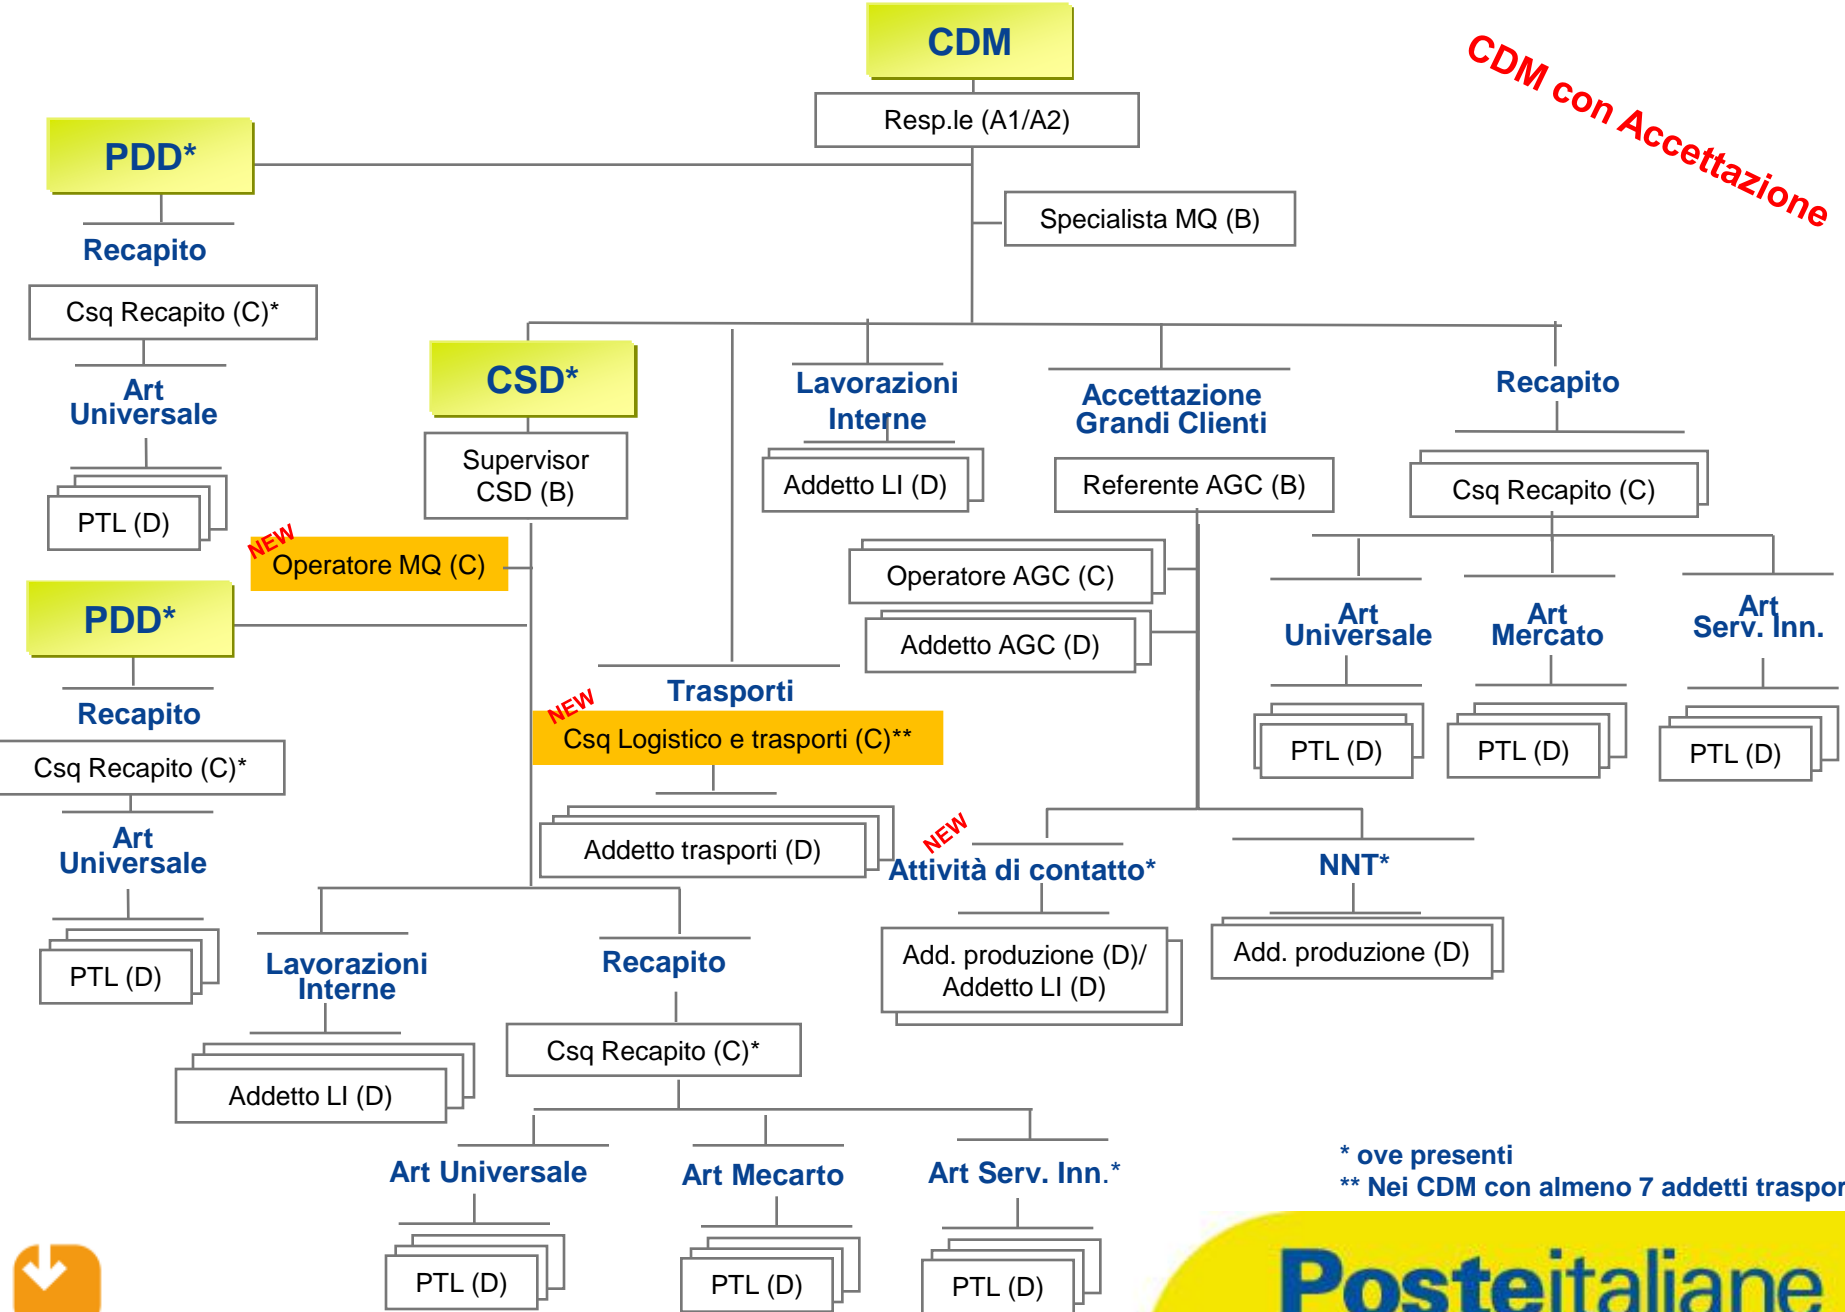 CDM
CDM con Accettazione
Resp.le (A1/A2)
PDD*
Specialista MQ (B)
Recapito
Csq Recapito (C)*
Art
Universale
PTL (D)
CSD*
Supervisor
CSD (B)
NEW
Operatore MQ (C)
Lavorazioni
Interne
Addetto LI (D)
Accettazione
Grandi Clienti
Referente AGC (B)
Operatore AGC (C)
Addetto AGC (D)
Recapito
Csq Recapito (C)
Art
Universale
Art
Mercato
Art
Serv. Inn.
PTL (D)
PTL (D)
PTL (D)
PDD*
Recapito
Csq Recapito (C)*
Art
Universale
PTL (D)
Trasporti
NEW
Csq Logistico e trasporti (C)**
Addetto trasporti (D)
NEW
Attività di contatto*
Add. produzione (D)/
Addetto LI (D)
NNT*
Add. produzione (D)
Lavorazioni
Interne
Addetto LI (D)
Recapito
Csq Recapito (C)*
Art Universale
Art Mecarto
Art Serv. Inn.*
PTL (D)
PTL (D)
PTL (D)
* ove presenti
** Nei CDM con almeno 7 addetti traspor
Posteitaliane